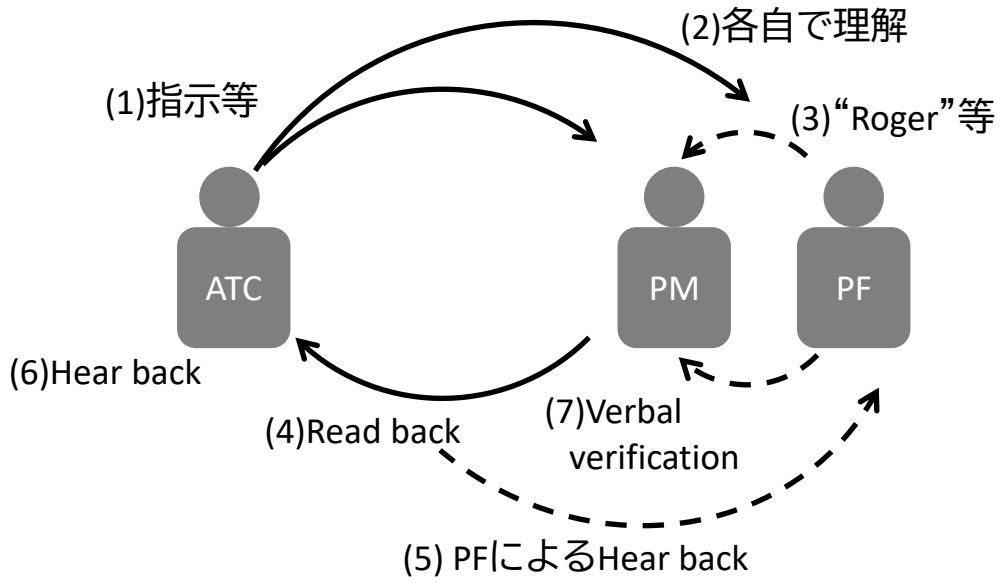 (2)各自で理解
(1)指示等
(3)“Roger”等
ATC
PM
PF
(6)Hear back
(4)Read back
(7)Verbal
verification
(5) PFによるHear back